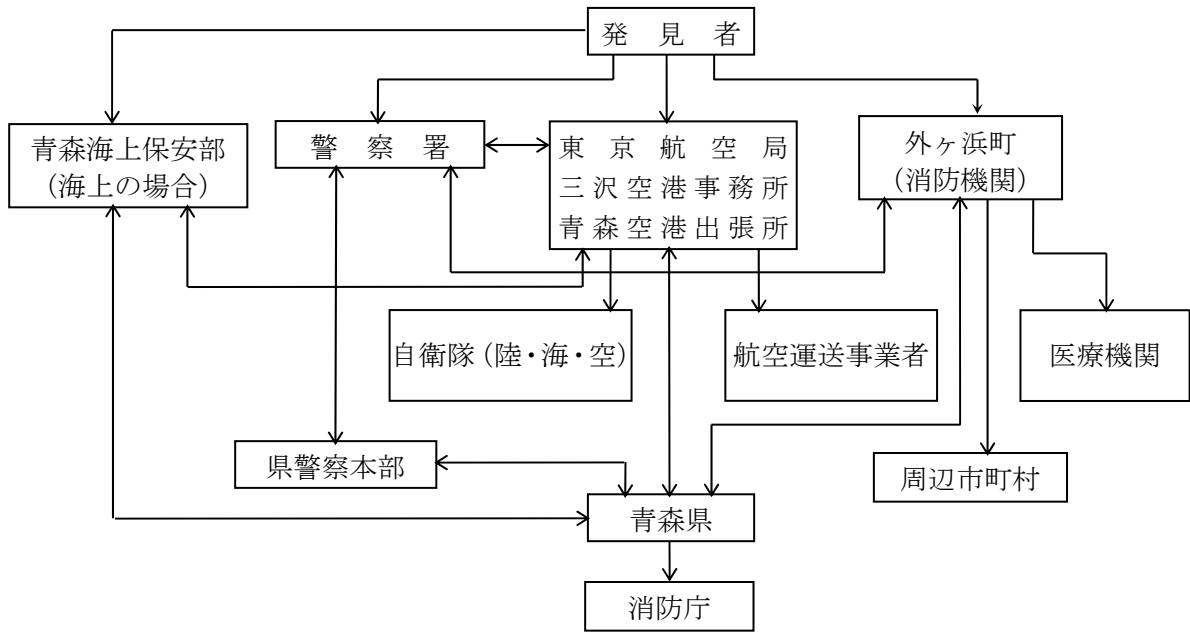 発見者
青森海上保安部
(海上の場合)
警察署
東京航空局
三沢空港事務所
青森空港出張所
外ヶ浜町
(消防機関)
自衛隊(陸・海・空)
航空運送事業者
医療機関
県警察本部
周辺市町村
青森県
消防庁